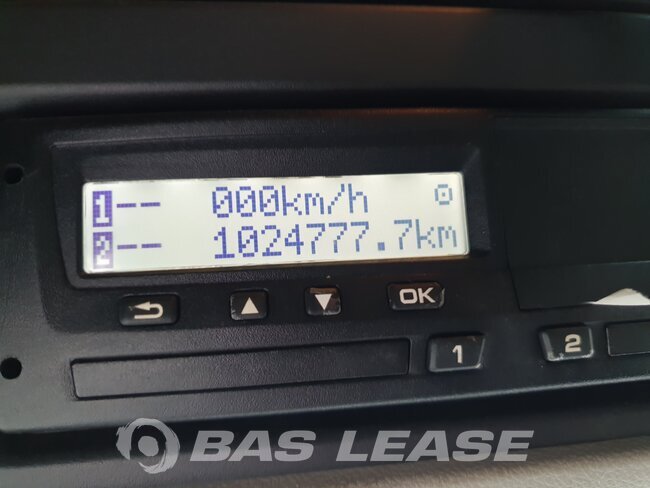 1-- 000km/h
2-- 1024777.7km
OK
1
2
BAS LEASE